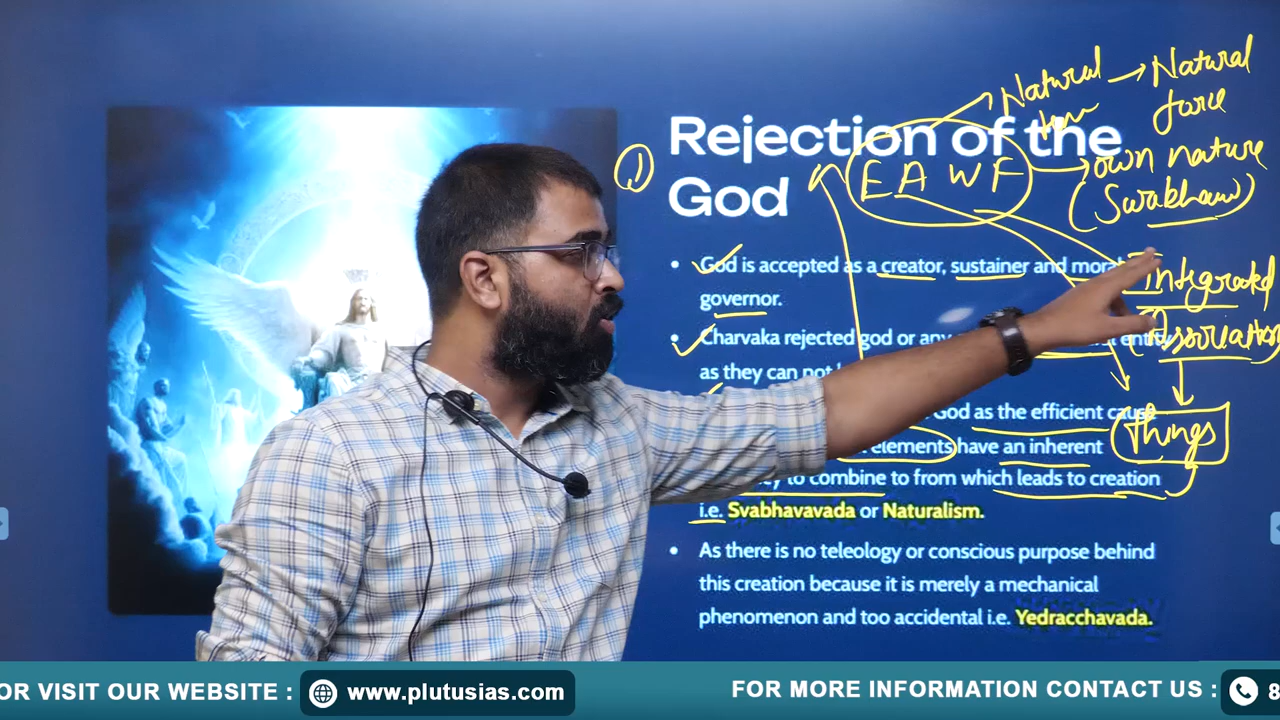 Rejection of the
God
• God is accepted as a creator, sustainer and moral
governor.
• Charvaka rejected god or any entity
as they can not
God as the efficient cause
elements have an inherent
to combine to from which leads to creation
i.e. Svabhavavada or Naturalism.
• As there is no teleology or conscious purpose behind
this creation because it is merely a mechanical
phenomenon and too accidental i.e. Yedracchavada.
①
E A W F
Natural
→ Natural
force
own nature
(Swabhaw)
integrated
Association
Things
OR VISIT OUR WEBSITE : www.plutusias.com
FOR MORE INFORMATION CONTACT US : 8